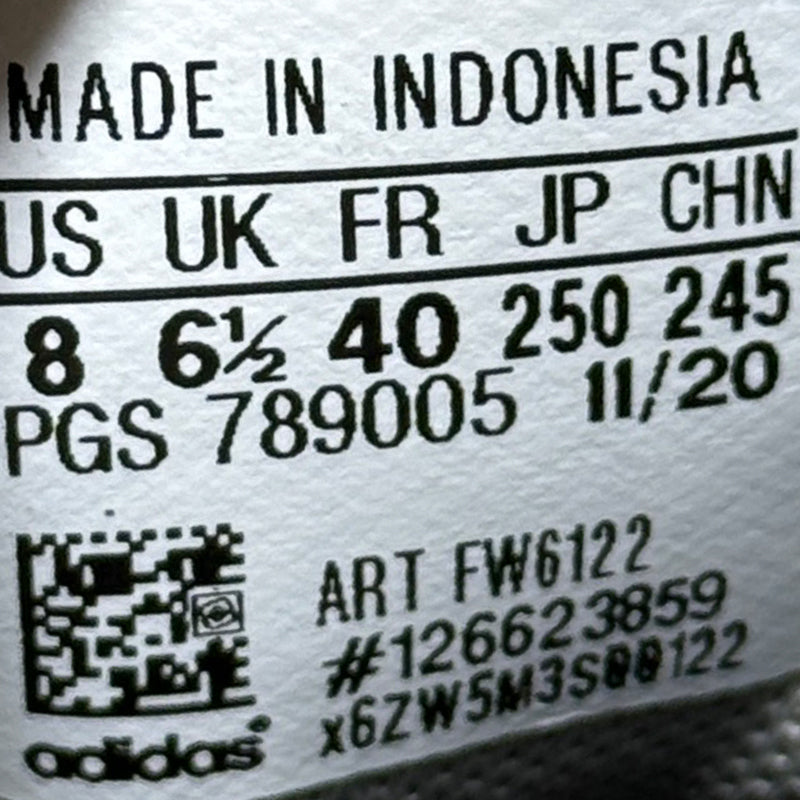 MADE IN INDONESIA
US UK FR JP CHN
8 6½ 40 250 245
PGS 789005 11/20
ART FW6122
#126623859
x6ZW5M3S00122
adidas